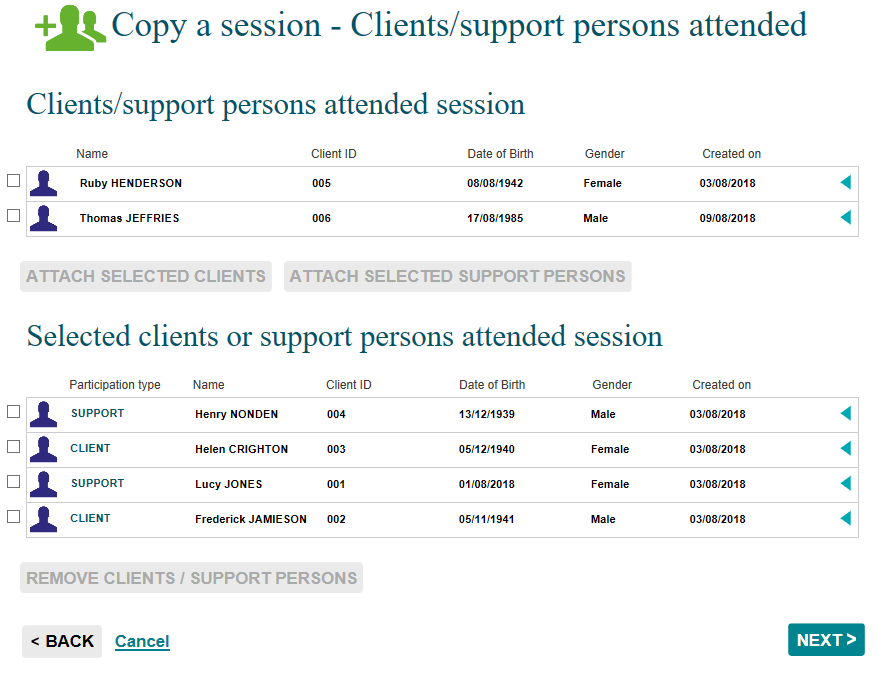 Copy a session - Clients/support persons attended
Clients/support persons attended session
Name Client ID Date of Birth Gender Created on
Ruby HENDERSON 005 08/08/1942 Female 03/08/2018
Thomas JEFFRIES 006 17/08/1985 Male 09/08/2018
ATTACH SELECTED CLIENTS ATTACH SELECTED SUPPORT PERSONS
Selected clients or support persons attended session
Participation type Name Client ID Date of Birth Gender Created on
SUPPORT Henry NONDEN 004 13/12/1939 Male 03/08/2018
CLIENT Helen CRIGHTON 003 05/12/1940 Female 03/08/2018
SUPPORT Lucy JONES 001 01/08/2018 Female 03/08/2018
CLIENT Frederick JAMIESON 002 05/11/1941 Male 03/08/2018
REMOVE CLIENTS / SUPPORT PERSONS
< BACK Cancel NEXT >